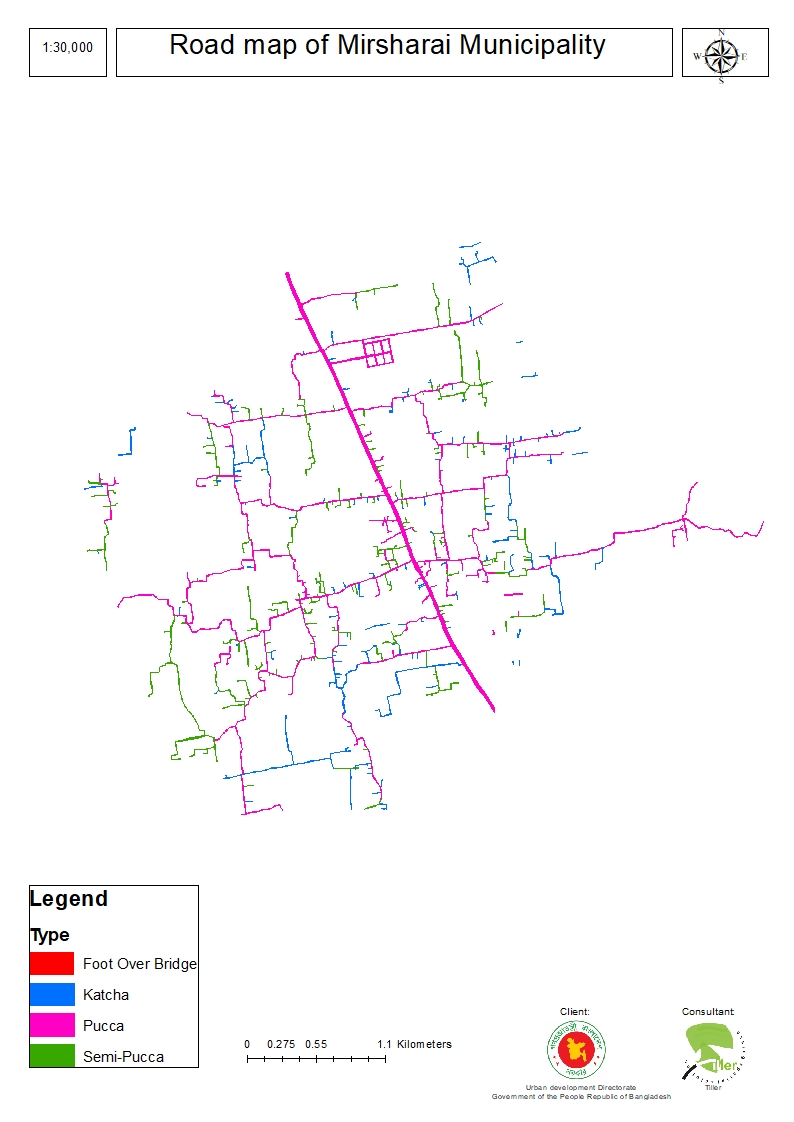 1:30,000
Road map of Mirsharai Municipality
N
W E
S
Legend
Type
Foot Over Bridge
Katcha
Pucca
Semi-Pucca
0 0.275 0.55 1.1 Kilometers
Client:
Urban development Directorate
Government of the People Republic of Bangladesh
Consultant:
Tiller
Tiller